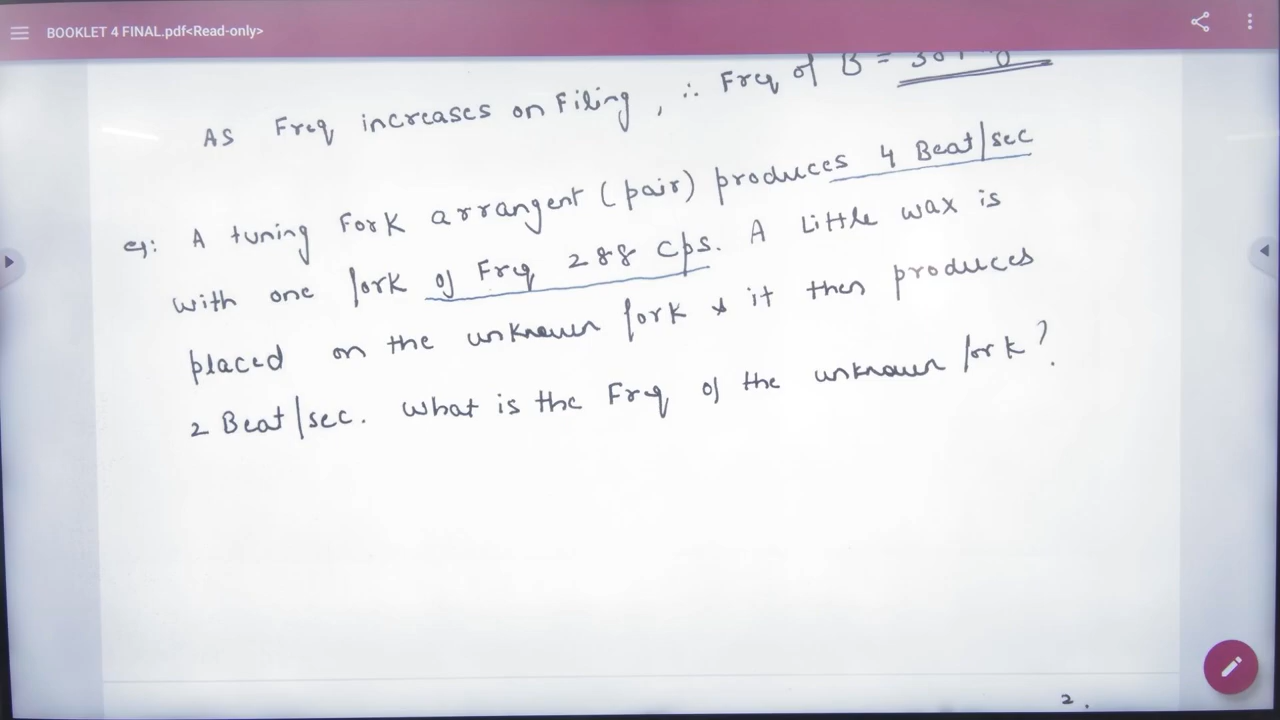 BOOKLET 4 FINAL.pdf<Read-only>
As Freq increases on Filing, ∴ Freq of B =
eg: A tuning Fork arrangent (pair) produces 4 Beat/sec
with one fork of Frq 288 cps. A Little wax is
placed on the unknown fork & it then produces
2 Beat/sec. What is the Freq of the unknown fork?
2.